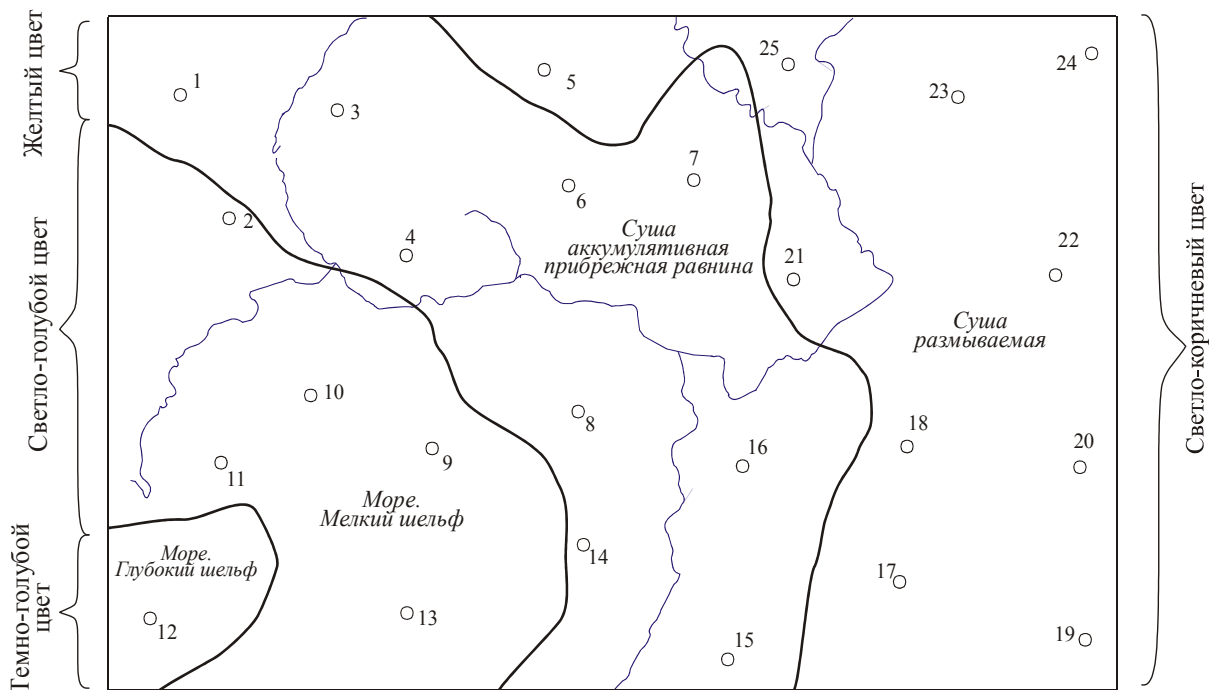 Желтый цвет
Светло-голубой цвет
Гемно-голубой
цвет
Светло-коричневый цвет
1
2
3
4
5
6
7
8
9
10
11
12
13
14
15
16
17
18
19
20
21
22
23
24
25
Суша
аккумулятивная
прибрежная равнина
Суша
размываемая
Море.
Мелкий шельф
Море.
Глубокий шельф